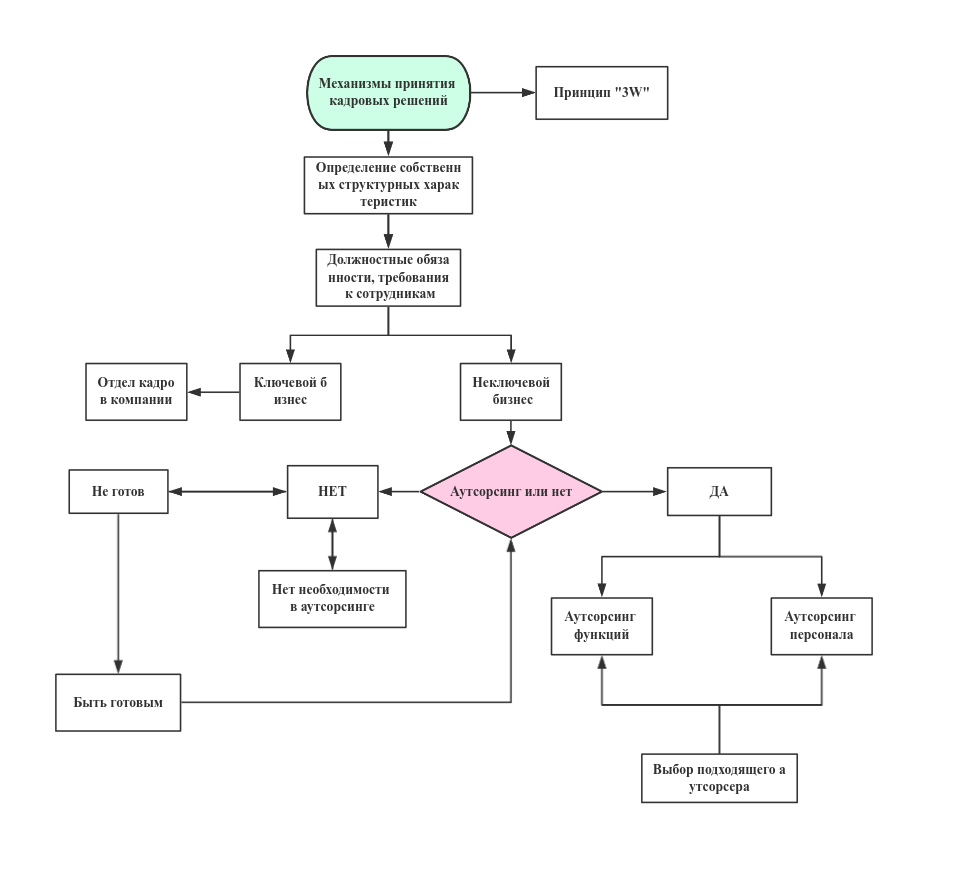 Механизмы принятия
кадровых решений
Принцип "3W"
Определение собственн
ых структурных харак
теристик
Должностные обяза
нности, требования
к сотрудникам
Отдел кадро
в компании
Ключевой б
изнес
Неключевой
бизнес
Не готов
НЕТ
Аутсорсинг или нет
ДА
Нет необходимости
в аутсорсинге
Аутсорсинг
функций
Аутсорсинг
персонала
Быть готовым
Выбор подходящего а
утсорсера